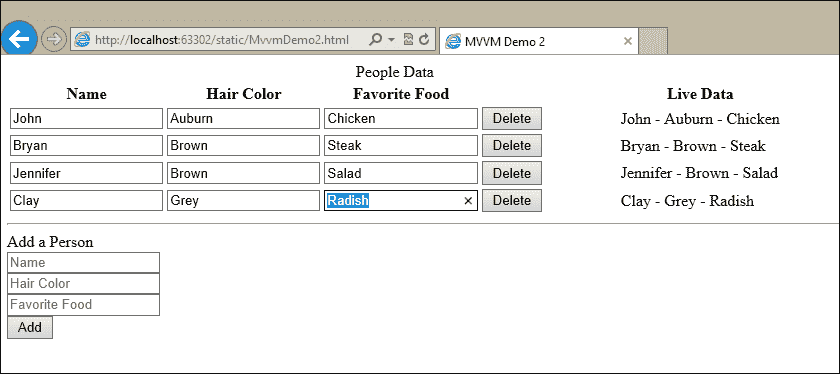 http://localhost:63302/static/MvvmDemo2.html MVVM Demo 2
People Data
Name Hair Color Favorite Food Live Data
John Auburn Chicken Delete John - Auburn - Chicken
Bryan Brown Steak Delete Bryan - Brown - Steak
Jennifer Brown Salad Delete Jennifer - Brown - Salad
Clay Grey Radish Delete Clay - Grey - Radish
Add a Person
Name
Hair Color
Favorite Food
Add